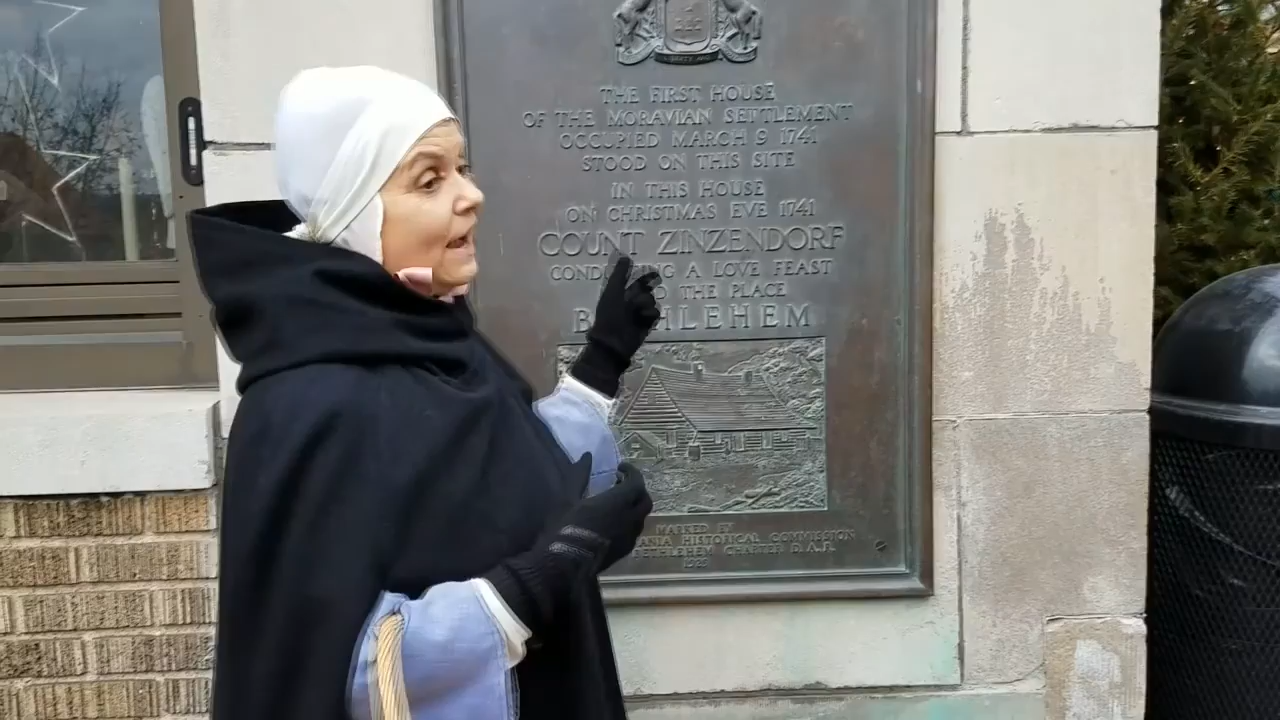 THE FIRST HOUSE
OF THE MORAVIAN SETTLEMENT
OCCUPIED MARCH 9 1741
STOOD ON THIS SITE
IN THIS HOUSE
ON CHRISTMAS EVE 1741
COUNT ZINZENDORF
A LOVE FEAST
THE PLACE
MARKED BY
HISTORICAL COMMISSION
BETHLEHEM CHAPTER D.A.R.